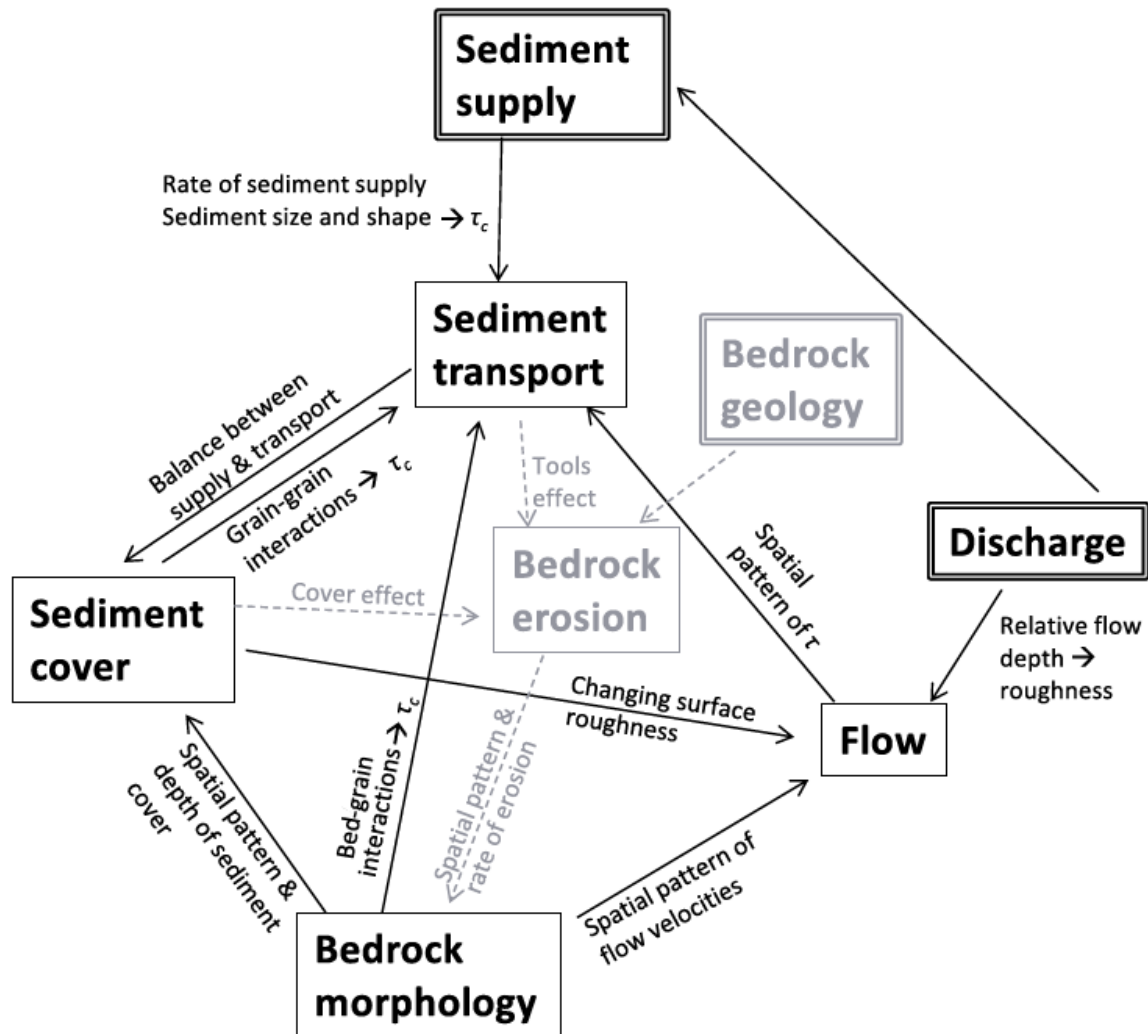 Sediment
supply
Rate of sediment supply
Sediment size and shape → τc
Sediment
transport
Bedrock
geology
Balance between
supply & transport
Grain-grain
interactions → τc
Tools
effect
Spatial
pattern of τ
Discharge
Bedrock
erosion
Cover effect
Sediment
cover
Relative flow
depth →
roughness
Changing surface
roughness
Flow
Spatial pattern &
depth of sediment
cover
Bed-grain
interactions → τc
Spatial pattern &
rate of erosion
Spatial pattern of
flow velocities
Bedrock
morphology